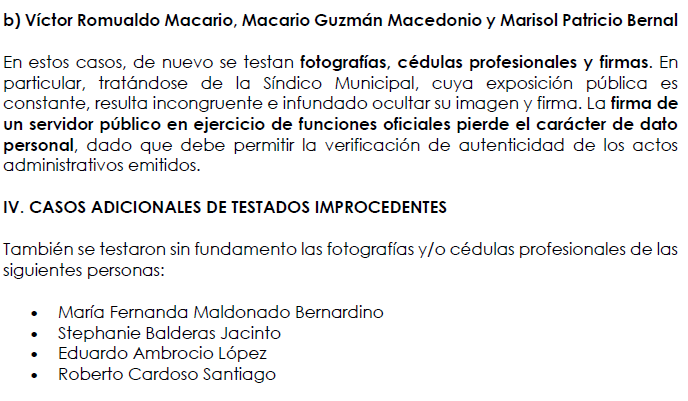 b) Víctor Romualdo Macario, Macario Guzmán Macedonio y Marisol Patricio Bernal
En estos casos, de nuevo se testan fotografías, cédulas profesionales y firmas. En
particular, tratándose de la Síndico Municipal, cuya exposición pública es
constante, resulta incongruente e infundado ocultar su imagen y firma. La firma de
un servidor público en ejercicio de funciones oficiales pierde el carácter de dato
personal, dado que debe permitir la verificación de autenticidad de los actos
administrativos emitidos.
IV. CASOS ADICIONALES DE TESTADOS IMPROCEDENTES
También se testaron sin fundamento las fotografías y/o cédulas profesionales de las
siguientes personas:
• María Fernanda Maldonado Bernardino
• Stephanie Balderas Jacinto
• Eduardo Ambrocio López
• Roberto Cardoso Santiago